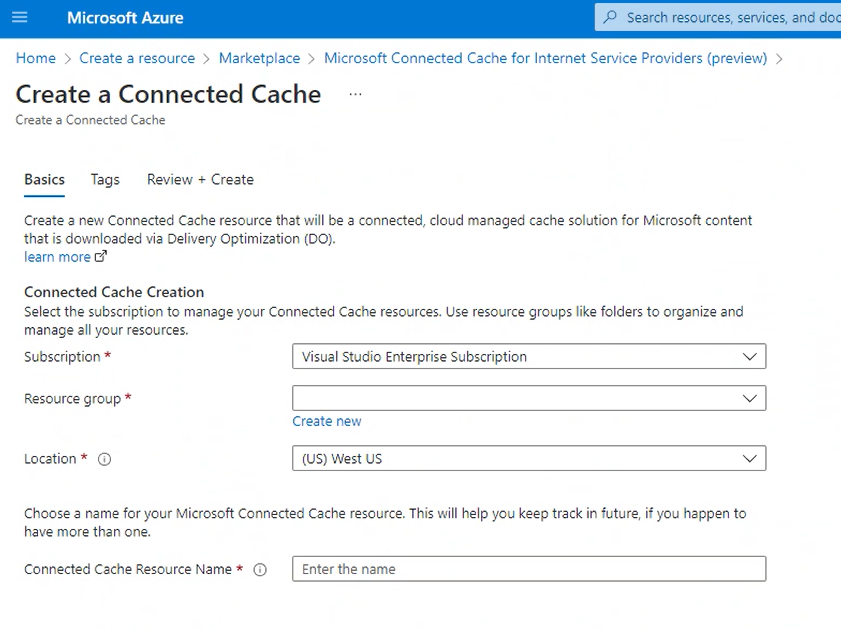 Microsoft Azure
Search resources, services, and doc
Home > Create a resource > Marketplace > Microsoft Connected Cache for Internet Service Providers (preview) >
Create a Connected Cache ...
Create a Connected Cache
Basics Tags Review + Create
Create a new Connected Cache resource that will be a connected, cloud managed cache solution for Microsoft content
that is downloaded via Delivery Optimization (DO).
learn more
Connected Cache Creation
Select the subscription to manage your Connected Cache resources. Use resource groups like folders to organize and
manage all your resources.
Subscription * Visual Studio Enterprise Subscription
Resource group *
Create new
Location * (US) West US
Choose a name for your Microsoft Connected Cache resource. This will help you keep track in future, if you happen to
have more than one.
Connected Cache Resource Name * Enter the name